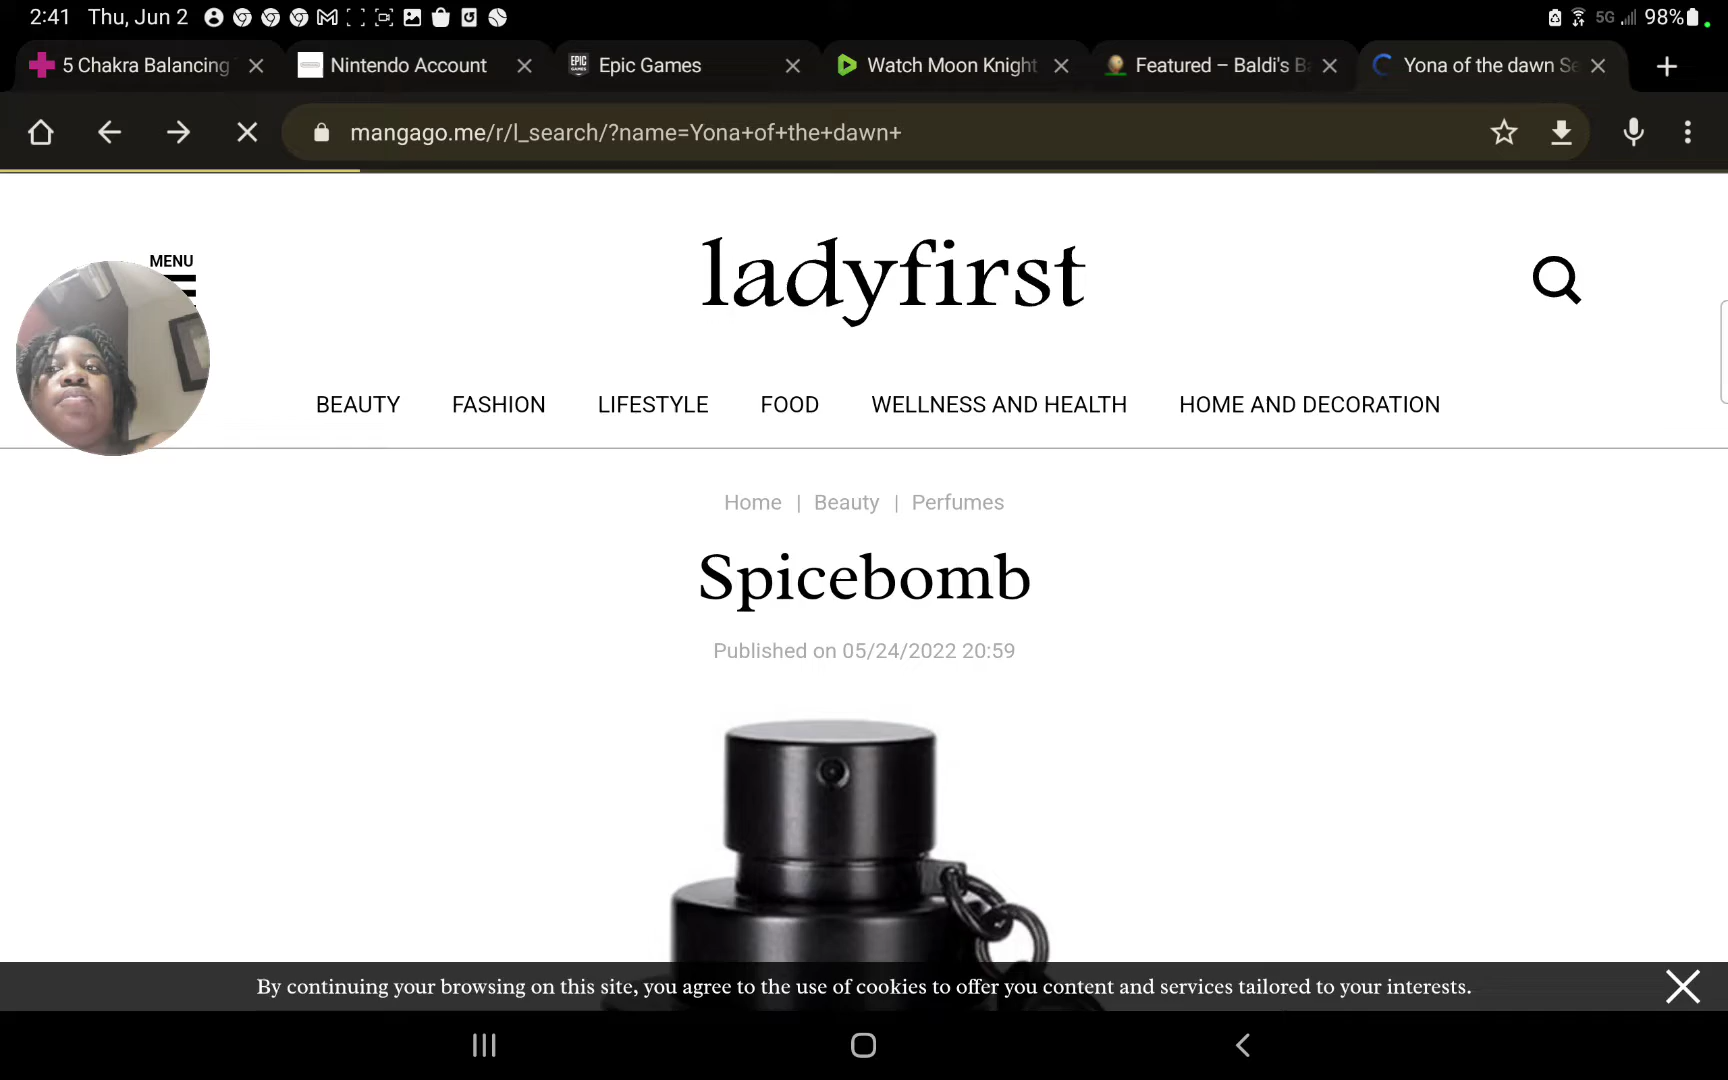 2:41 Thu, Jun 2 5G 98%
5 Chakra Balancing Nintendo Account Epic Games Watch Moon Knight Featured – Baldi's Ba Yona of the dawn Se
mangago.me/r/l_search/?name=Yona+of+the+dawn+
MENU
ladyfirst
BEAUTY FASHION LIFESTYLE FOOD WELLNESS AND HEALTH HOME AND DECORATION
Home | Beauty | Perfumes
Spicebomb
Published on 05/24/2022 20:59
By continuing your browsing on this site, you agree to the use of cookies to offer you content and services tailored to your interests.